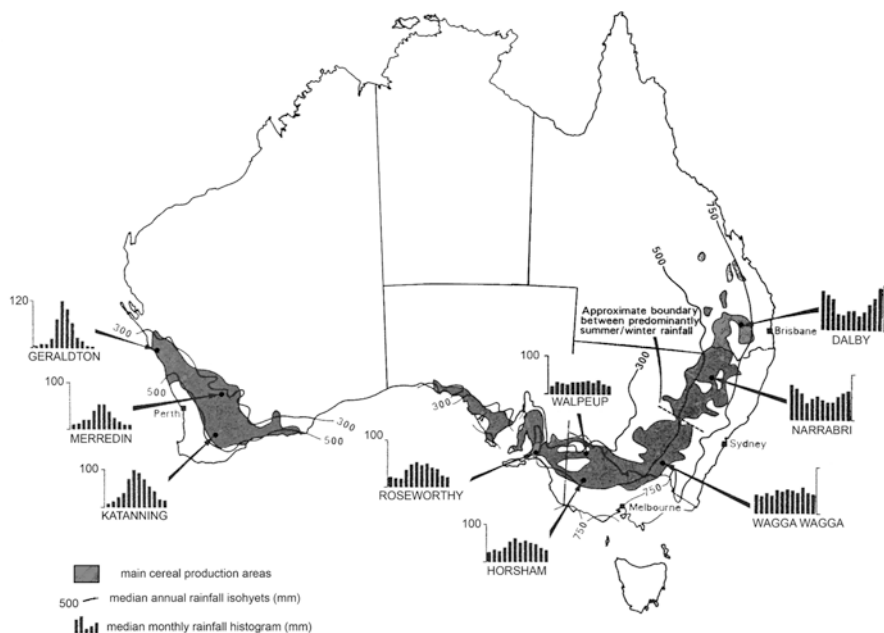 750
500
120
Approximate boundary
between predominantly
summer/winter rainfall
300
Brisbane
GERALDTON
300
DALBY
100
500
100
WALPEUP
Perth
MERREDIN
300
300
500
NARRABRI
100
100
Sydney
ROSEWORTHY
KATANNING
100
750
Melbourne
750
WAGGA WAGGA
HORSHAM
main cereal production areas
500 median annual rainfall isohyets (mm)
median monthly rainfall histogram (mm)